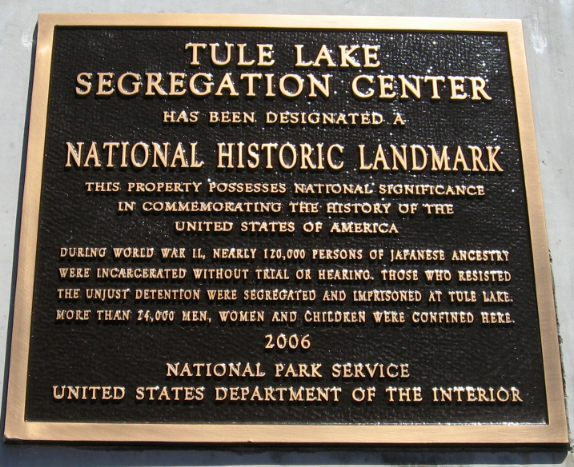 TULE LAKE
SEGREGATION CENTER
HAS BEEN DESIGNATED A
NATIONAL HISTORIC LANDMARK
THIS PROPERTY POSSESSES NATIONAL SIGNIFICANCE
IN COMMEMORATING THE HISTORY OF THE
UNITED STATES OF AMERICA
DURING WORLD WAR II, NEARLY 120,000 PERSONS OF JAPANESE ANCESTRY
WERE INCARCERATED WITHOUT TRIAL OR HEARING. THOSE WHO RESISTED
THE UNJUST DETENTION WERE SEGREGATED AND IMPRISONED AT TULE LAKE.
MORE THAN 24,000 MEN, WOMEN AND CHILDREN WERE CONFINED HERE.
2006
NATIONAL PARK SERVICE
UNITED STATES DEPARTMENT OF THE INTERIOR